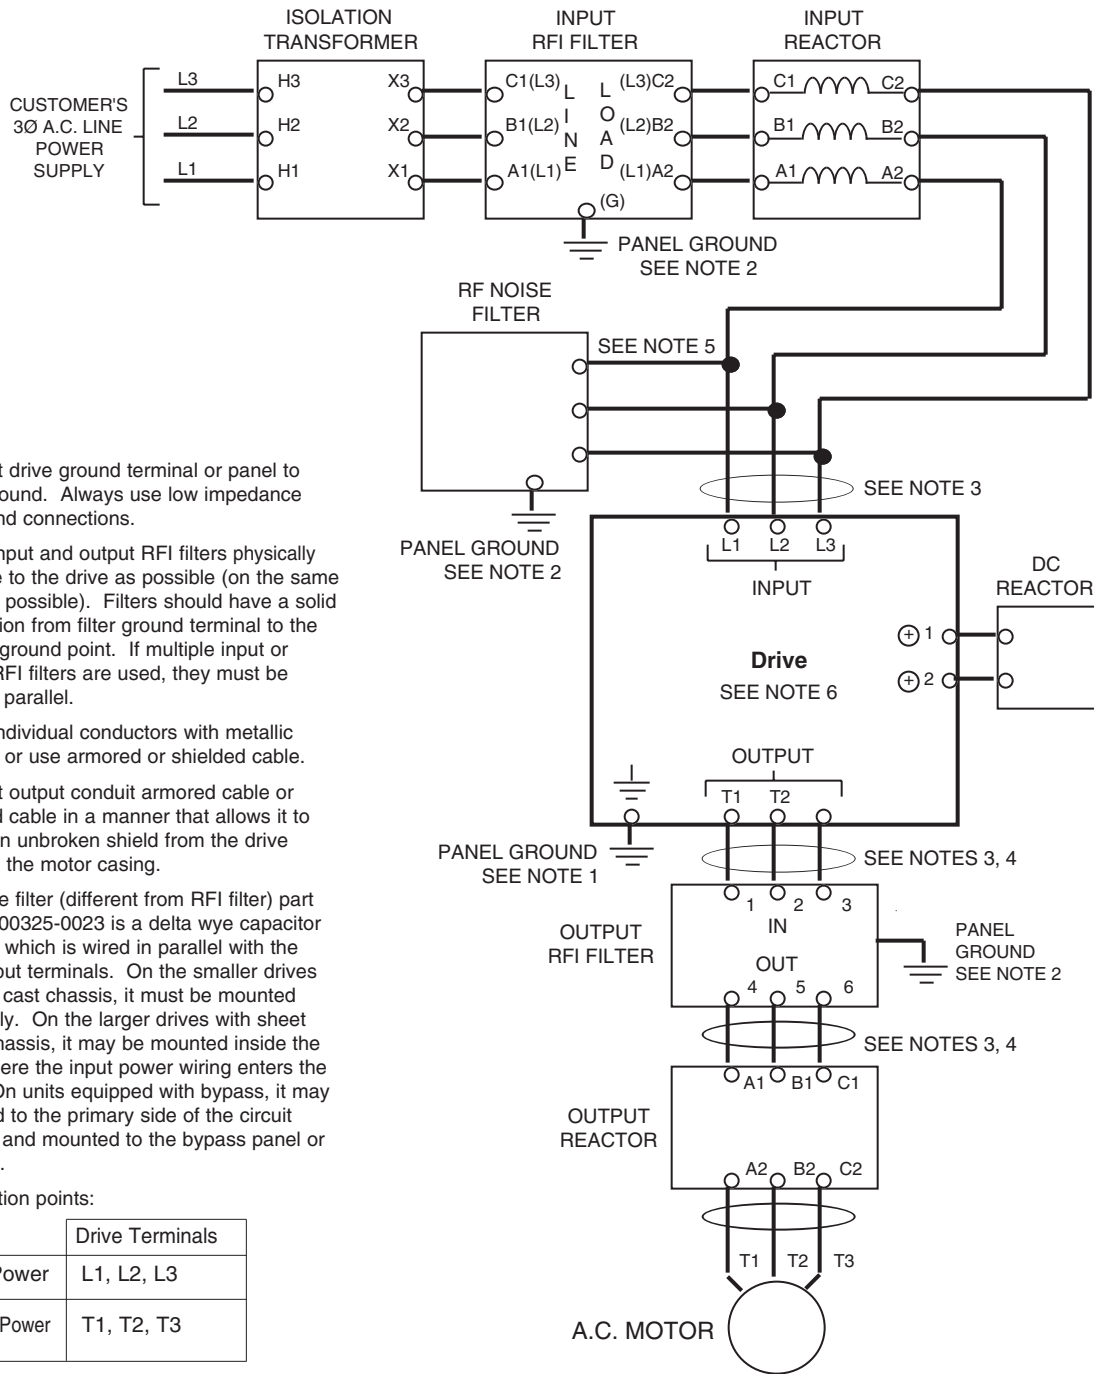 ISOLATION
TRANSFORMER
INPUT
RFI FILTER
INPUT
REACTOR
CUSTOMER'S
3Ø A.C. LINE
POWER
SUPPLY
L3
L2
L1
H3
H2
H1
X3
X2
X1
C1(L3)
B1(L2)
A1(L1)
LINE
LOAD
(L3)C2
(L2)B2
(L1)A2
(G)
C1
C2
B1
B2
A1
A2
PANEL GROUND
SEE NOTE 2
RF NOISE
FILTER
SEE NOTE 5
PANEL GROUND
SEE NOTE 2
SEE NOTE 3
L1 L2 L3
INPUT
Drive
SEE NOTE 6
+ 1
+ 2
DC
REACTOR
OUTPUT
T1 T2
PANEL GROUND
SEE NOTE 1
SEE NOTES 3, 4
OUTPUT
RFI FILTER
1 2 3
IN
OUT
4 5 6
PANEL
GROUND
SEE NOTE 2
SEE NOTES 3, 4
OUTPUT
REACTOR
A1 B1 C1
A2 B2 C2
T1 T2 T3
A.C. MOTOR
t drive ground terminal or panel to
ound. Always use low impedance
nd connections.
nput and output RFI filters physically
e to the drive as possible (on the same
possible). Filters should have a solid
ion from filter ground terminal to the
ground point. If multiple input or
RFI filters are used, they must be
parallel.
ndividual conductors with metallic
or use armored or shielded cable.
t output conduit armored cable or
d cable in a manner that allows it to
n unbroken shield from the drive
the motor casing.
e filter (different from RFI filter) part
00325-0023 is a delta wye capacitor
which is wired in parallel with the
out terminals. On the smaller drives
cast chassis, it must be mounted
ly. On the larger drives with sheet
hassis, it may be mounted inside the
ere the input power wiring enters the
On units equipped with bypass, it may
d to the primary side of the circuit
and mounted to the bypass panel or
.
tion points:
Drive Terminals
Power L1, L2, L3
Power T1, T2, T3